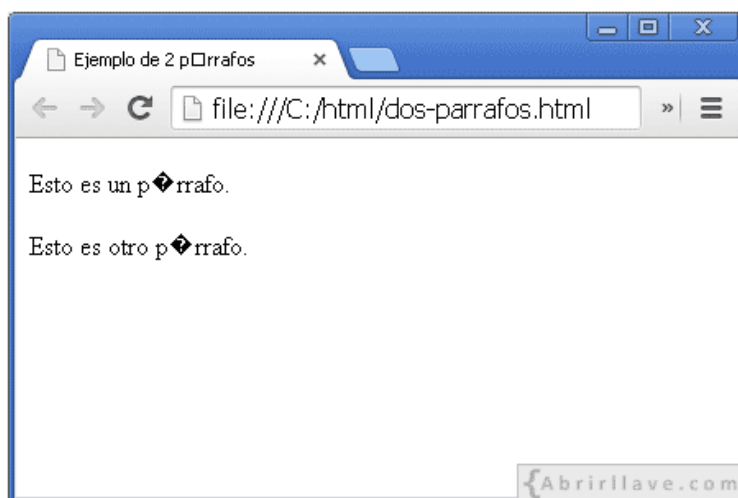 Ejemplo de 2 p□rrafos
file:///C:/html/dos-parrafos.html
Esto es un p�rrafo.
Esto es otro p�rrafo.
{Abrirllave.com